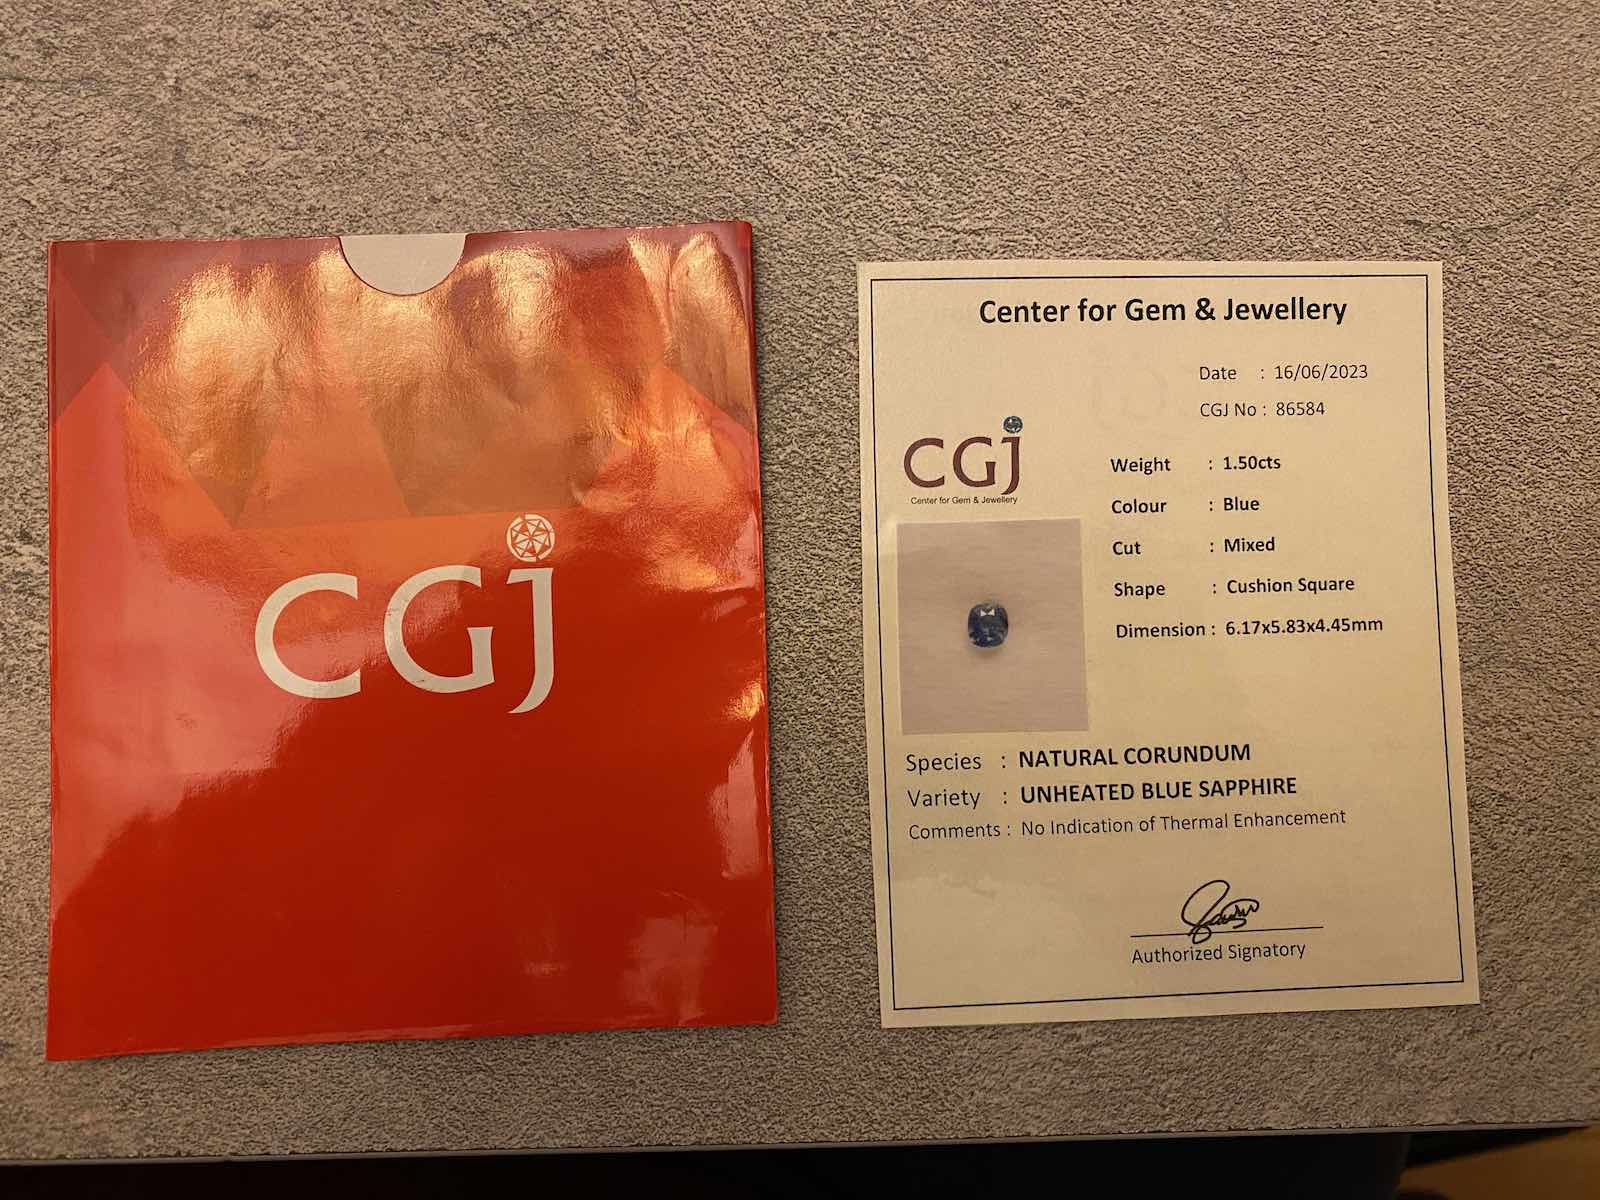 CGJ
Center for Gem & Jewellery
Date : 16/06/2023
CGJ No : 86584
CGJ
Center for Gem & Jewellery
Weight : 1.50cts
Colour : Blue
Cut : Mixed
Shape : Cushion Square
Dimension : 6.17x5.83x4.45mm
Species : NATURAL CORUNDUM
Variety : UNHEATED BLUE SAPPHIRE
Comments : No Indication of Thermal Enhancement
Authorized Signatory